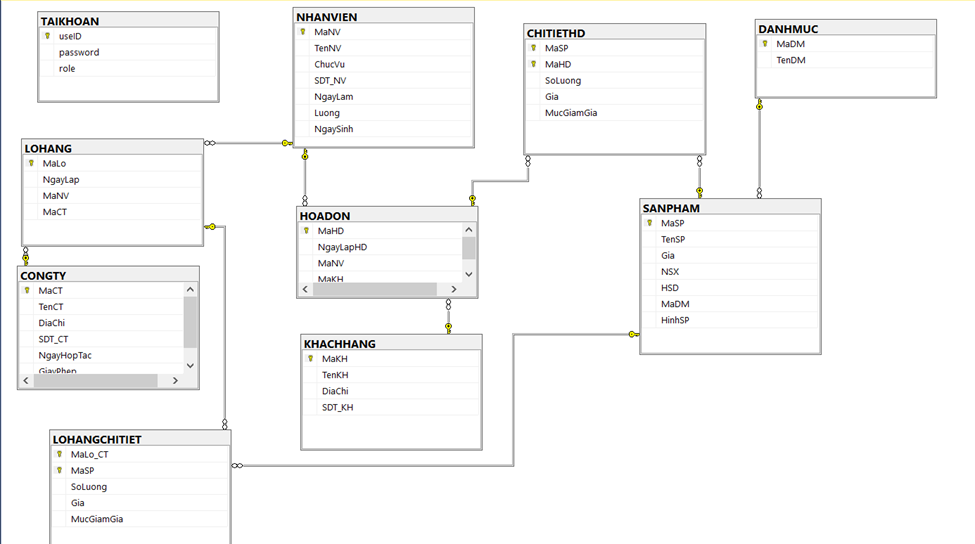 TAIKHOAN
useID
password
role
NHANVIEN
MaNV
TenNV
ChucVu
SDT_NV
NgayLam
Luong
NgaySinh
CHITIETHD
MaSP
MaHD
SoLuong
Gia
MucGiamGia
DANHMUC
MaDM
TenDM
LOHANG
MaLo
NgayLap
MaNV
MaCT
HOADON
MaHD
NgayLapHD
MaNV
MaKH
SANPHAM
MaSP
TenSP
Gia
NSX
HSD
MaDM
HinhSP
CONGTY
MaCT
TenCT
DiaChi
SDT_CT
NgayHopTac
GiayPhep
KHACHHANG
MaKH
TenKH
DiaChi
SDT_KH
LOHANGCHITIET
MaLo_CT
MaSP
SoLuong
Gia
MucGiamGia